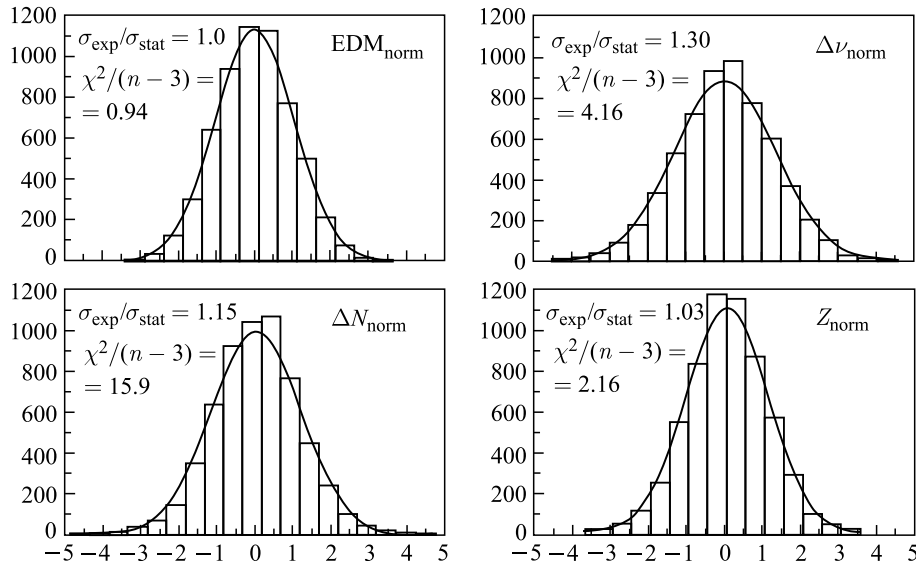 1200
1000
800
600
400
200
0
σexp/σstat = 1.0
χ²/(n − 3) =
= 0.94
EDMnorm
1200
1000
800
600
400
200
0
σexp/σstat = 1.30
χ²/(n − 3) =
= 4.16
Δνnorm
1200
1000
800
600
400
200
0
σexp/σstat = 1.15
χ²/(n − 3) =
= 15.9
ΔNnorm
−5 −4 −3 −2 −1 0 1 2 3 4 5
1200
1000
800
600
400
200
0
σexp/σstat = 1.03
χ²/(n − 3) =
= 2.16
Znorm
−5 −4 −3 −2 −1 0 1 2 3 4 5